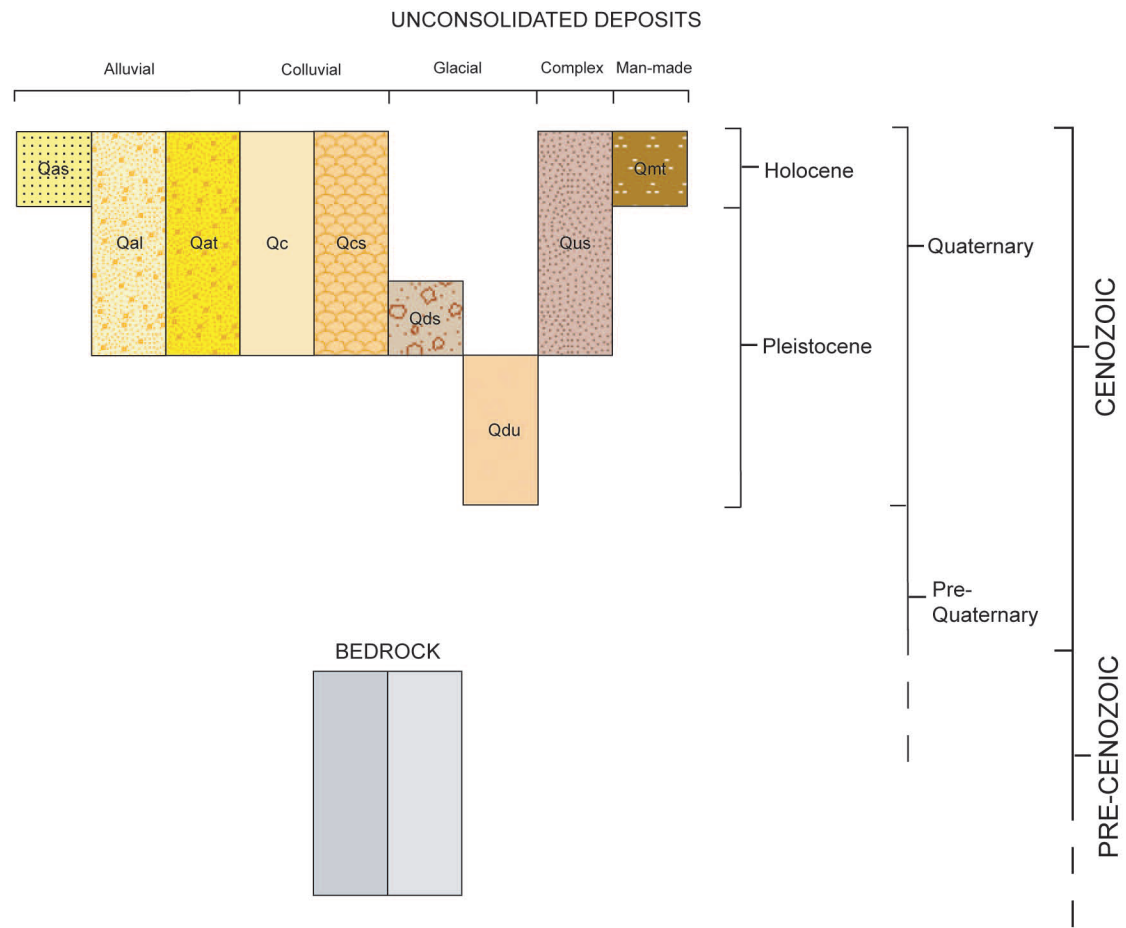 UNCONSOLIDATED DEPOSITS
Alluvial Colluvial Glacial Complex Man-made
Qas Qmt Holocene
Qal Qat Qc Qcs Qus Quaternary
Qds
Pleistocene
CENOZOIC
Qdu
Pre-
Quaternary
BEDROCK
PRE-CENOZOIC